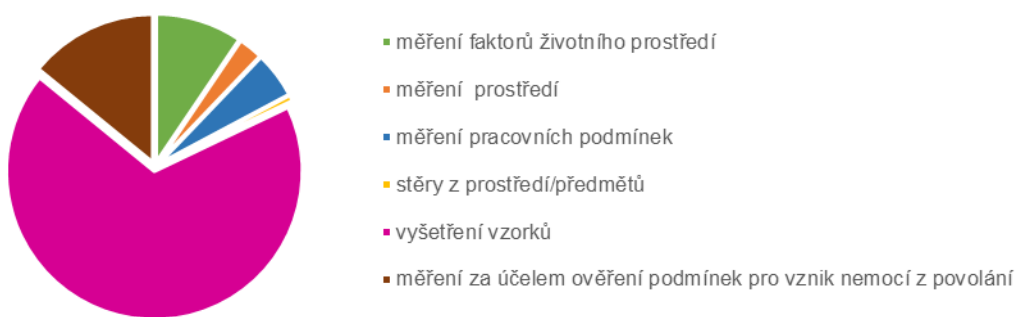 měření faktorů životního prostředí
měření  prostředí
měření pracovních podmínek
stěry z prostředí/předmětů
vyšetření vzorků
měření za účelem ověření podmínek pro vznik nemocí z povolání